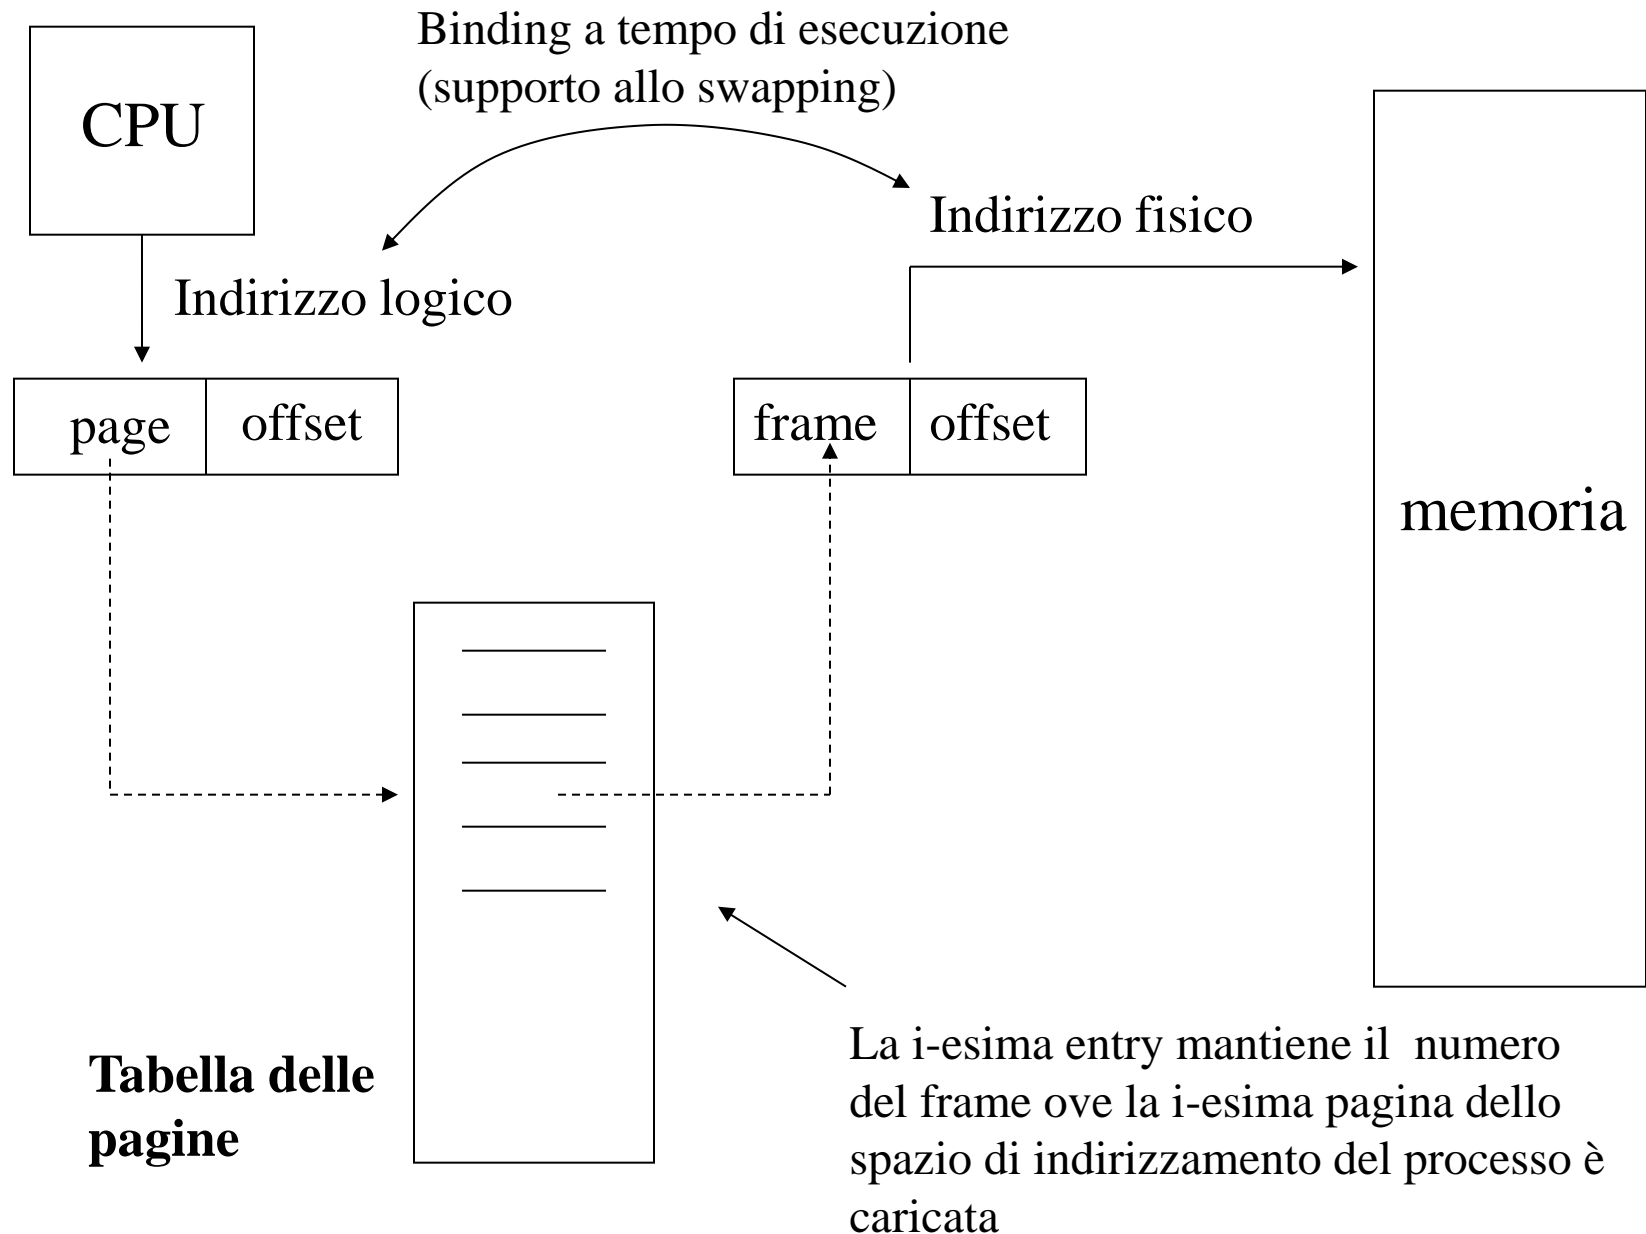 Binding a tempo di esecuzione
(supporto allo swapping)
CPU
Indirizzo fisico
Indirizzo logico
page offset
frame offset
memoria
Tabella delle
pagine
La i-esima entry mantiene il  numero
del frame ove la i-esima pagina dello
spazio di indirizzamento del processo è
caricata